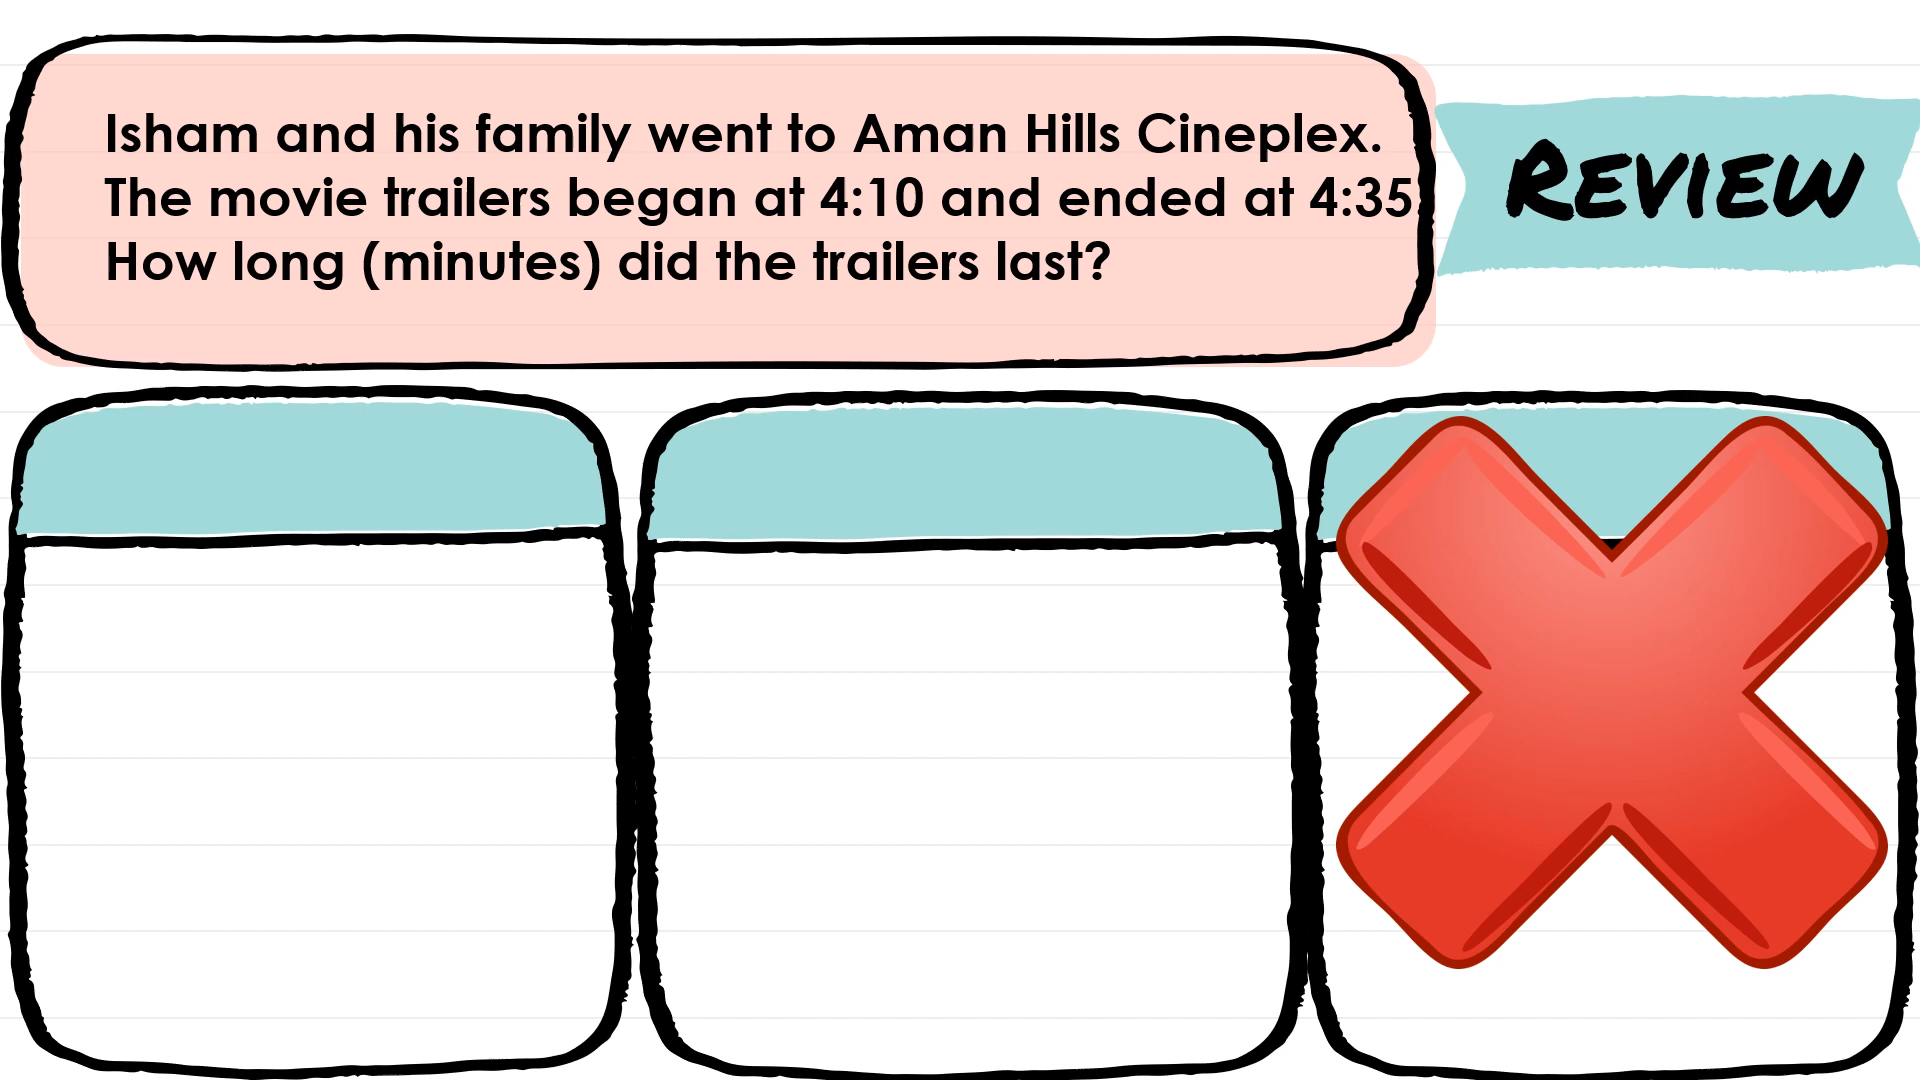 Isham and his family went to Aman Hills Cineplex.
The movie trailers began at 4:10 and ended at 4:35.
How long (minutes) did the trailers last?
REVIEW